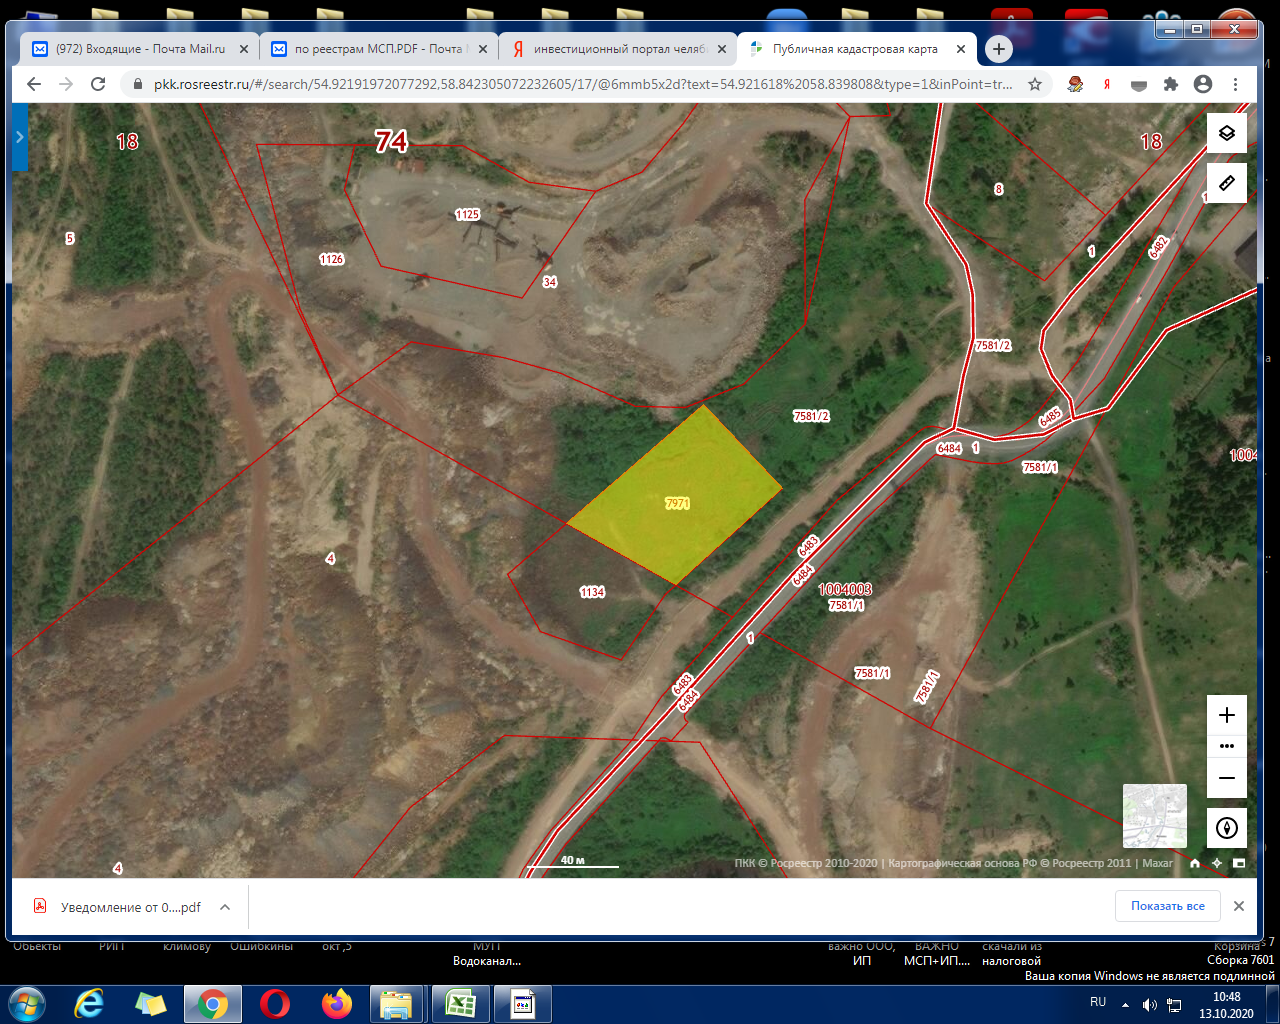 (972) Входящие - Почта Mail.ru
по реестрам МСП.PDF - Почта
инвестиционный портал челяб
Публичная кадастровая карта
pkk.rosreestr.ru/#/search/54.92191972077292,58.842305072232605/17/@6mmb5x2d?text=54.921618%2058.839808&type=1&inPoint=tr...
18
74
18
8
1125
5
1126
34
1
6482
7581/2
7581/2
6485
6484
1
7581/1
1004
7971
4
6483
6484
1134
1004003
7581/1
1
7581/1
7581/1
6483
6484
4
40 м
ПКК © Росреестр 2010-2020 | Картографическая основа РФ © Росреестр 2011 | Maxar
Уведомление от 0....pdf
Показать все
Объекты
РИП
климову
Ошибкины
окт ,5
МУП
Водоканал...
важно ООО,
ИП
ВАЖНО
МСП+ИП....
скачали из
налоговой
Корзина
s 7
Сборка 7601
Ваша копия Windows не является подлинной
RU
10:48
13.10.2020